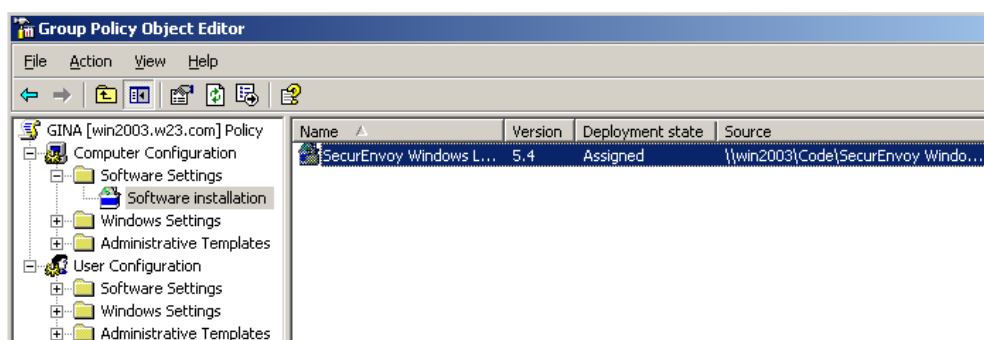 Group Policy Object Editor
File Action View Help
GINA [win2003.w23.com] Policy
Computer Configuration
Software Settings
Software installation
Windows Settings
Administrative Templates
User Configuration
Software Settings
Windows Settings
Administrative Templates
Name Version Deployment state Source
SecurEnvoy Windows L... 5.4 Assigned \\win2003\Code\SecurEnvoy Windo...